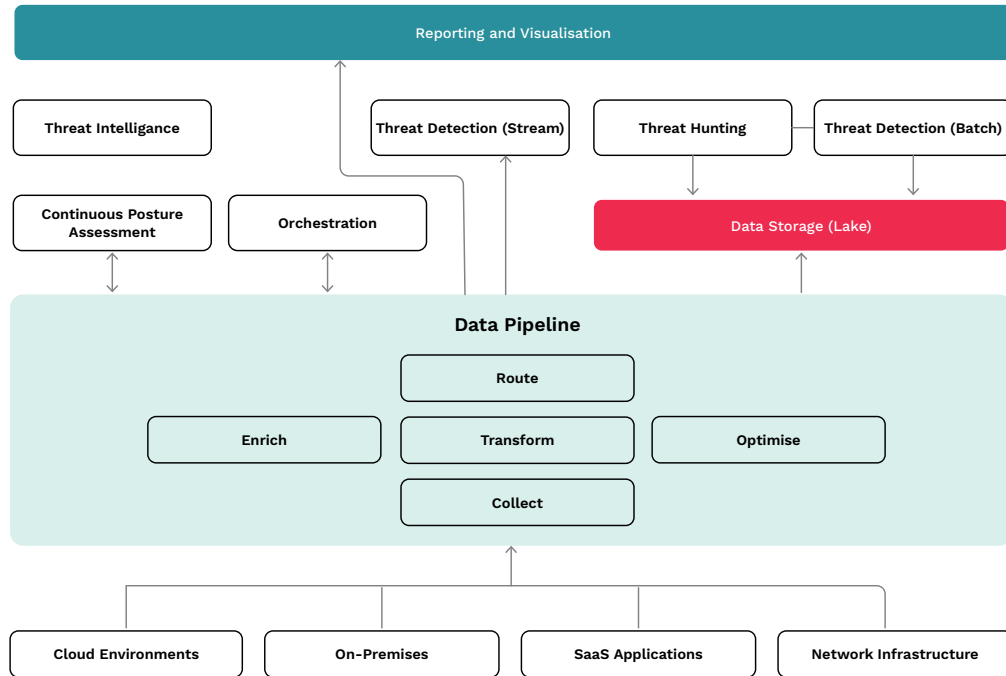 Reporting and Visualisation
Threat Intelligance
Threat Detection (Stream)
Threat Hunting
Threat Detection (Batch)
Continuous Posture
Assessment
Orchestration
Data Storage (Lake)
Data Pipeline
Route
Enrich
Transform
Optimise
Collect
Cloud Environments
On-Premises
SaaS Applications
Network Infrastructure